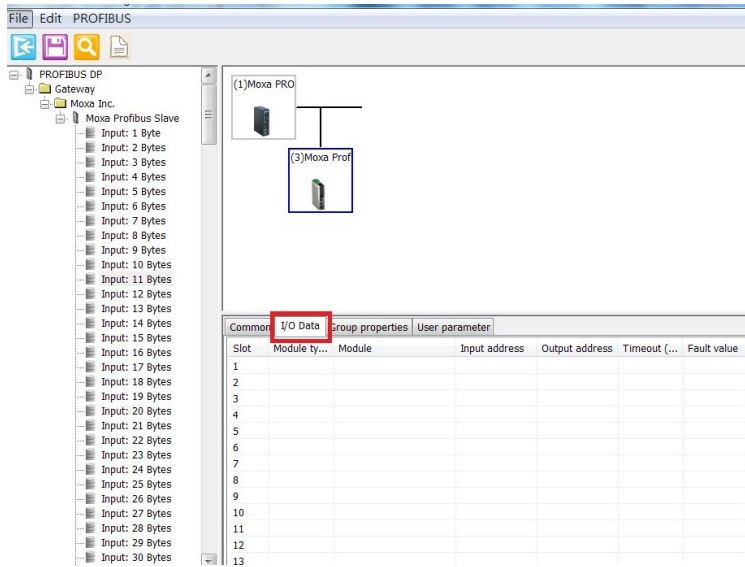 File Edit PROFIBUS
PROFIBUS DP
Gateway
Moxa Inc.
Moxa Profibus Slave
Input: 1 Byte
Input: 2 Bytes
Input: 3 Bytes
Input: 4 Bytes
Input: 5 Bytes
Input: 6 Bytes
Input: 7 Bytes
Input: 8 Bytes
Input: 9 Bytes
Input: 10 Bytes
Input: 11 Bytes
Input: 12 Bytes
Input: 13 Bytes
Input: 14 Bytes
Input: 15 Bytes
Input: 16 Bytes
Input: 17 Bytes
Input: 18 Bytes
Input: 19 Bytes
Input: 20 Bytes
Input: 21 Bytes
Input: 22 Bytes
Input: 23 Bytes
Input: 24 Bytes
Input: 25 Bytes
Input: 26 Bytes
Input: 27 Bytes
Input: 28 Bytes
Input: 29 Bytes
Input: 30 Bytes
(1)Moxa PRO
(3)Moxa Prof
Common I/O Data Group properties User parameter
Slot Module ty... Module Input address Output address Timeout (... Fault value
1
2
3
4
5
6
7
8
9
10
11
12
13